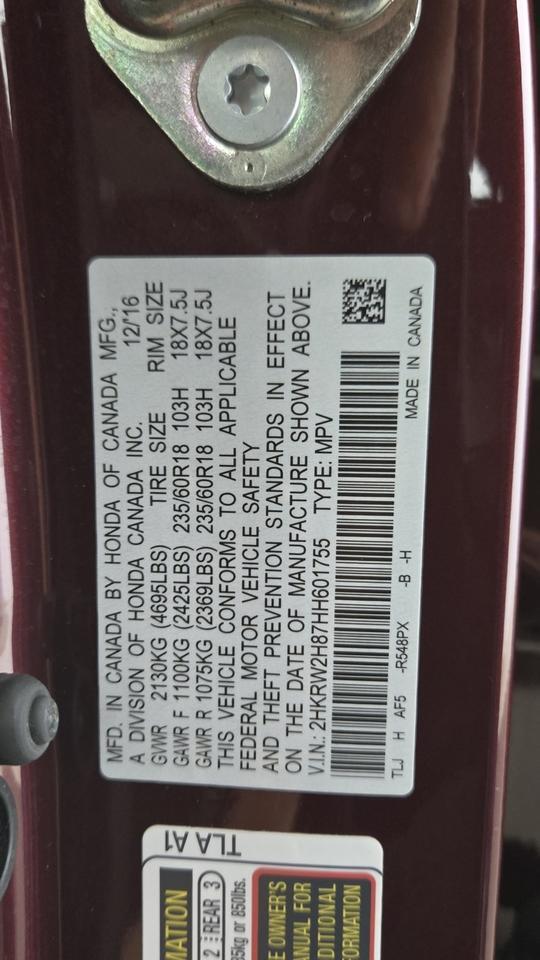 MFD. IN CANADA BY HONDA OF CANADA MFG.,
A DIVISION OF HONDA CANADA INC. 12/'16
GVWR 2130KG (4695LBS) TIRE SIZE RIM SIZE
GAWR F 1100KG (2425LBS) 235/60R18 103H 18X7.5J
GAWR R 1075KG (2369LBS) 235/60R18 103H 18X7.5J
THIS VEHICLE CONFORMS TO ALL APPLICABLE
FEDERAL MOTOR VEHICLE SAFETY
AND THEFT PREVENTION STANDARDS IN EFFECT
ON THE DATE OF MANUFACTURE SHOWN ABOVE.
V.I.N.: 2HKRW2H87HH601755 TYPE: MPV
TLJ H AF5 -R548PX -B -H MADE IN CANADA
TLA A1
2 REAR 3
or 850lbs.
OWNER'S
FOR